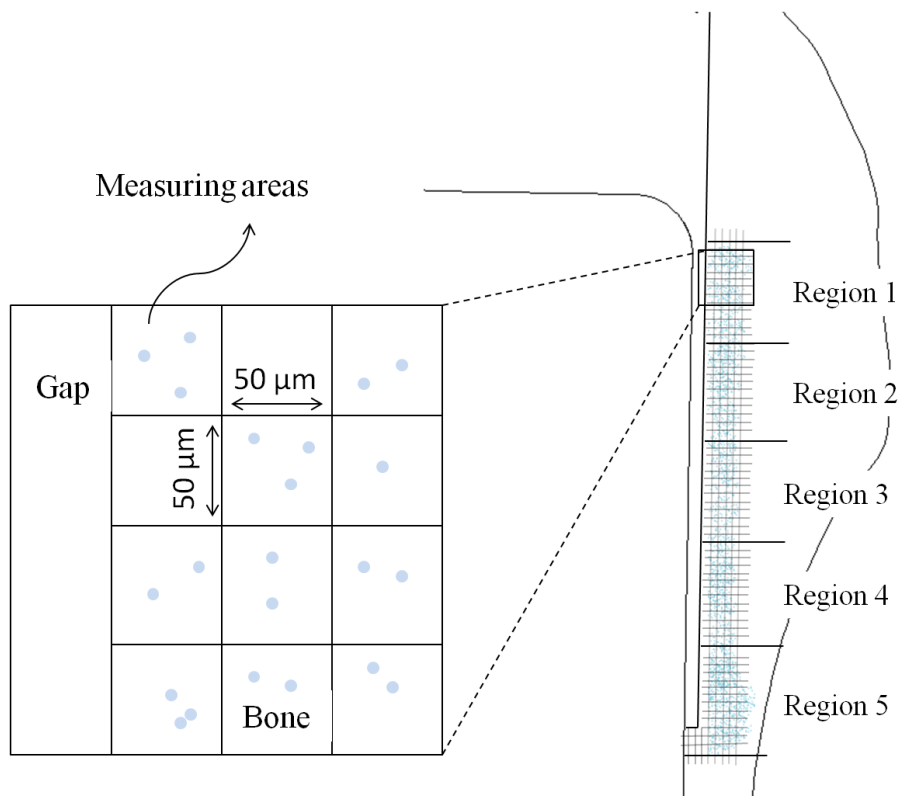 Measuring areas
Gap
50 μm
50 μm
Bone
Region 1
Region 2
Region 3
Region 4
Region 5